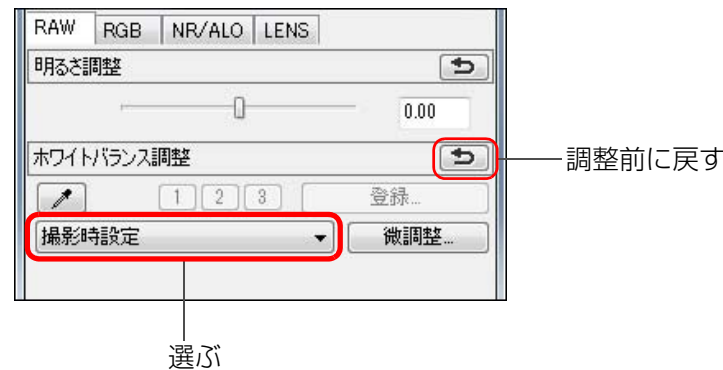 RAW RGB NR/ALO LENS
明るさ調整
0.00
ホワイトバランス調整
調整前に戻す
1 2 3 登録...
撮影時設定 微調整...
選ぶ